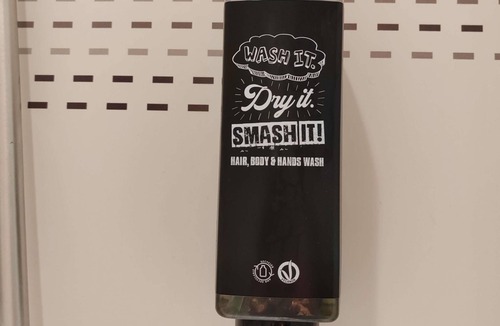 WASH IT.
Dry it.
SMASH IT!
HAIR, BODY & HANDS WASH